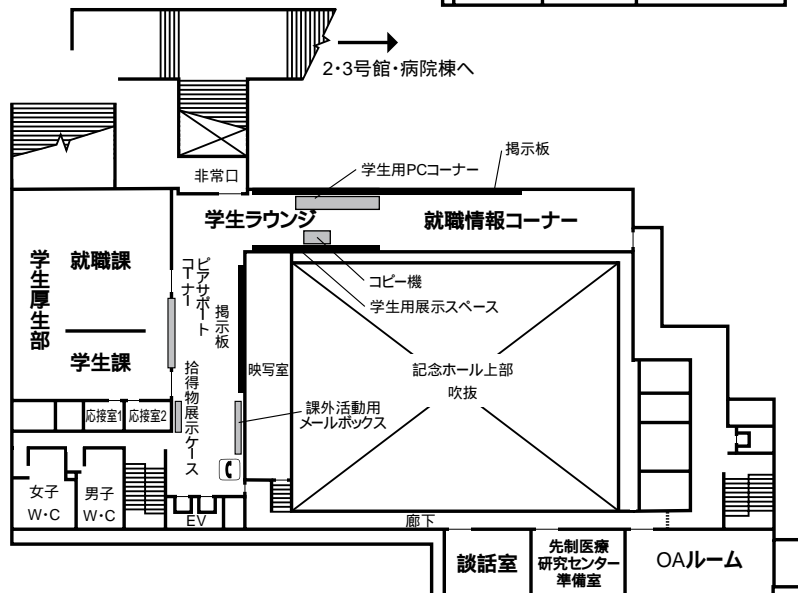 2・3号館・病院棟へ
掲示板
学生用PCコーナー
非常口
学生ラウンジ
就職情報コーナー
学生厚生部
就職課
ピアサポート
コーナー
コピー機
学生用展示スペース
掲示板
学生課
映写室
記念ホール上部
吹抜
拾得物展示ケース
課外活動用
メールボックス
応接室1
応接室2
女子
W・C
男子
W・C
EV
廊下
談話室
先制医療
研究センター
準備室
OAルーム